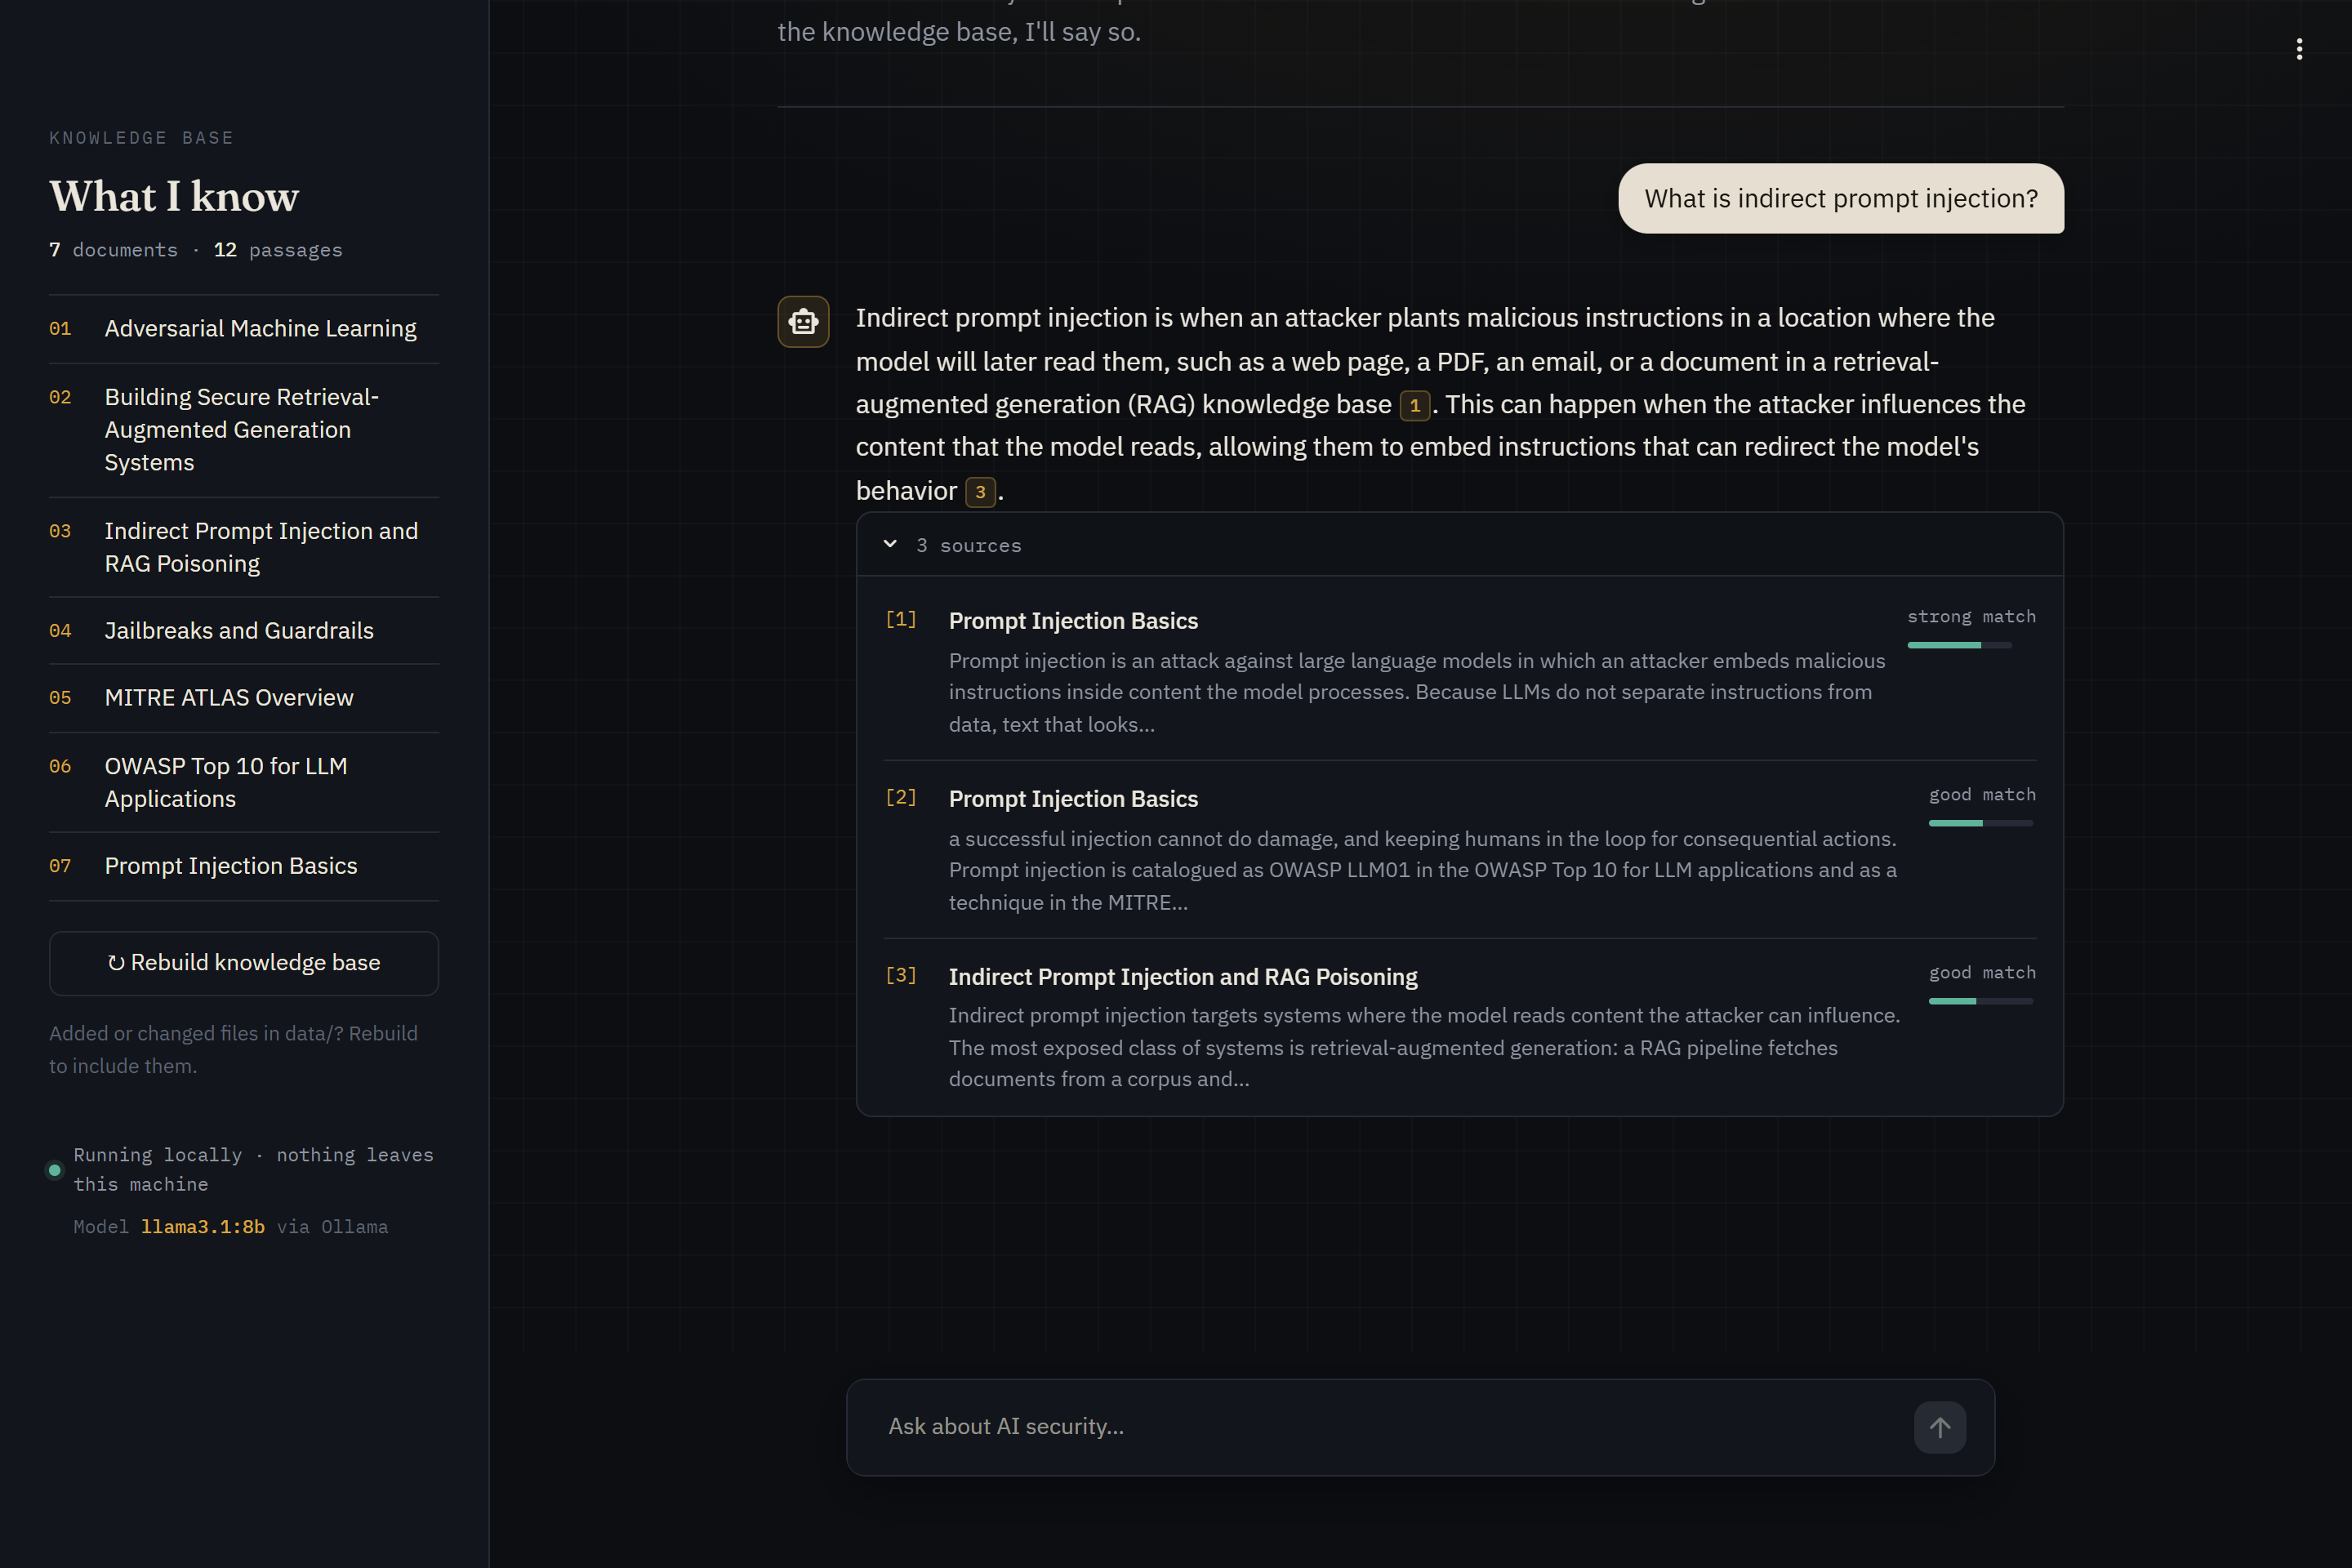 KNOWLEDGE BASE
What I know
7 documents · 12 passages
01 Adversarial Machine Learning
02 Building Secure Retrieval-
Augmented Generation
Systems
03 Indirect Prompt Injection and
RAG Poisoning
04 Jailbreaks and Guardrails
05 MITRE ATLAS Overview
06 OWASP Top 10 for LLM
Applications
07 Prompt Injection Basics
↻ Rebuild knowledge base
Added or changed files in data/? Rebuild
to include them.
Running locally · nothing leaves
this machine
Model llama3.1:8b via Ollama
the knowledge base, I'll say so.
What is indirect prompt injection?
Indirect prompt injection is when an attacker plants malicious instructions in a location where the
model will later read them, such as a web page, a PDF, an email, or a document in a retrieval-
augmented generation (RAG) knowledge base 1. This can happen when the attacker influences the
content that the model reads, allowing them to embed instructions that can redirect the model's
behavior 3.
3 sources
[1] Prompt Injection Basics strong match
Prompt injection is an attack against large language models in which an attacker embeds malicious
instructions inside content the model processes. Because LLMs do not separate instructions from
data, text that looks...
[2] Prompt Injection Basics good match
a successful injection cannot do damage, and keeping humans in the loop for consequential actions.
Prompt injection is catalogued as OWASP LLM01 in the OWASP Top 10 for LLM applications and as a
technique in the MITRE...
[3] Indirect Prompt Injection and RAG Poisoning good match
Indirect prompt injection targets systems where the model reads content the attacker can influence.
The most exposed class of systems is retrieval-augmented generation: a RAG pipeline fetches
documents from a corpus and...
Ask about AI security...